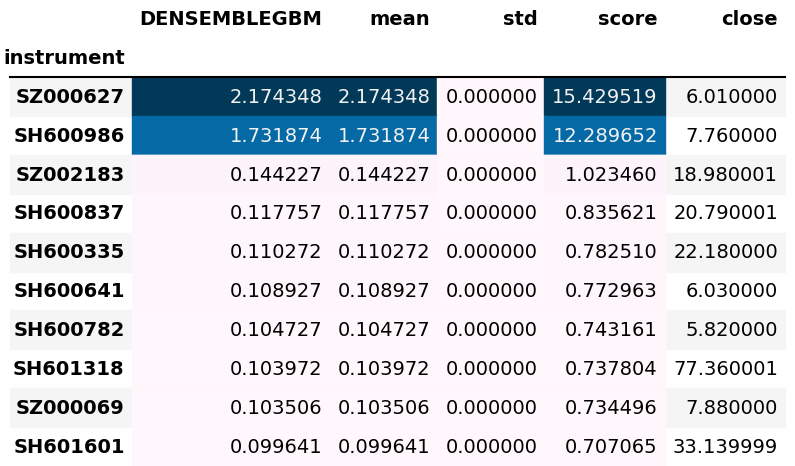 DENSEMBLEGBM mean std score close
instrument
SZ000627 2.174348 2.174348 0.000000 15.429519 6.010000
SH600986 1.731874 1.731874 0.000000 12.289652 7.760000
SZ002183 0.144227 0.144227 0.000000 1.023460 18.980001
SH600837 0.117757 0.117757 0.000000 0.835621 20.790001
SH600335 0.110272 0.110272 0.000000 0.782510 22.180000
SH600641 0.108927 0.108927 0.000000 0.772963 6.030000
SH600782 0.104727 0.104727 0.000000 0.743161 5.820000
SH601318 0.103972 0.103972 0.000000 0.737804 77.360001
SZ000069 0.103506 0.103506 0.000000 0.734496 7.880000
SH601601 0.099641 0.099641 0.000000 0.707065 33.139999